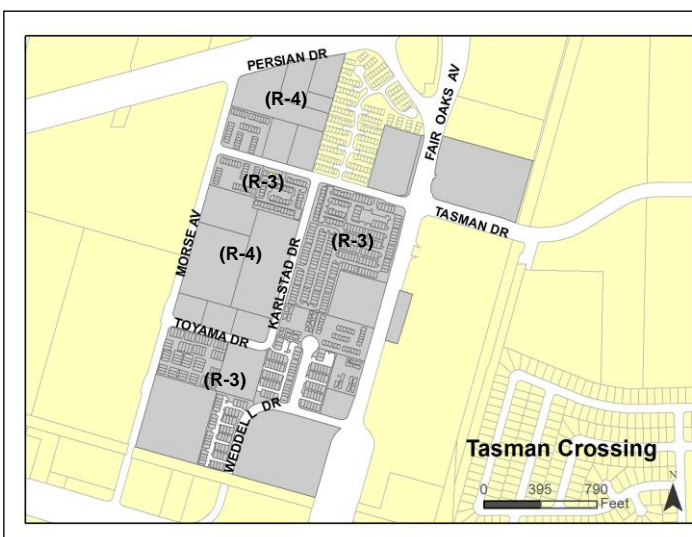 PERSIAN DR
(R-4)
FAIR OAKS AV
(R-3)
TASMAN DR
MORSE AV
(R-4)
KARLSTAD DR
(R-3)
TOYAMA DR
(R-3)
WEDDELL DR
Tasman Crossing
N
0 395 790
Feet